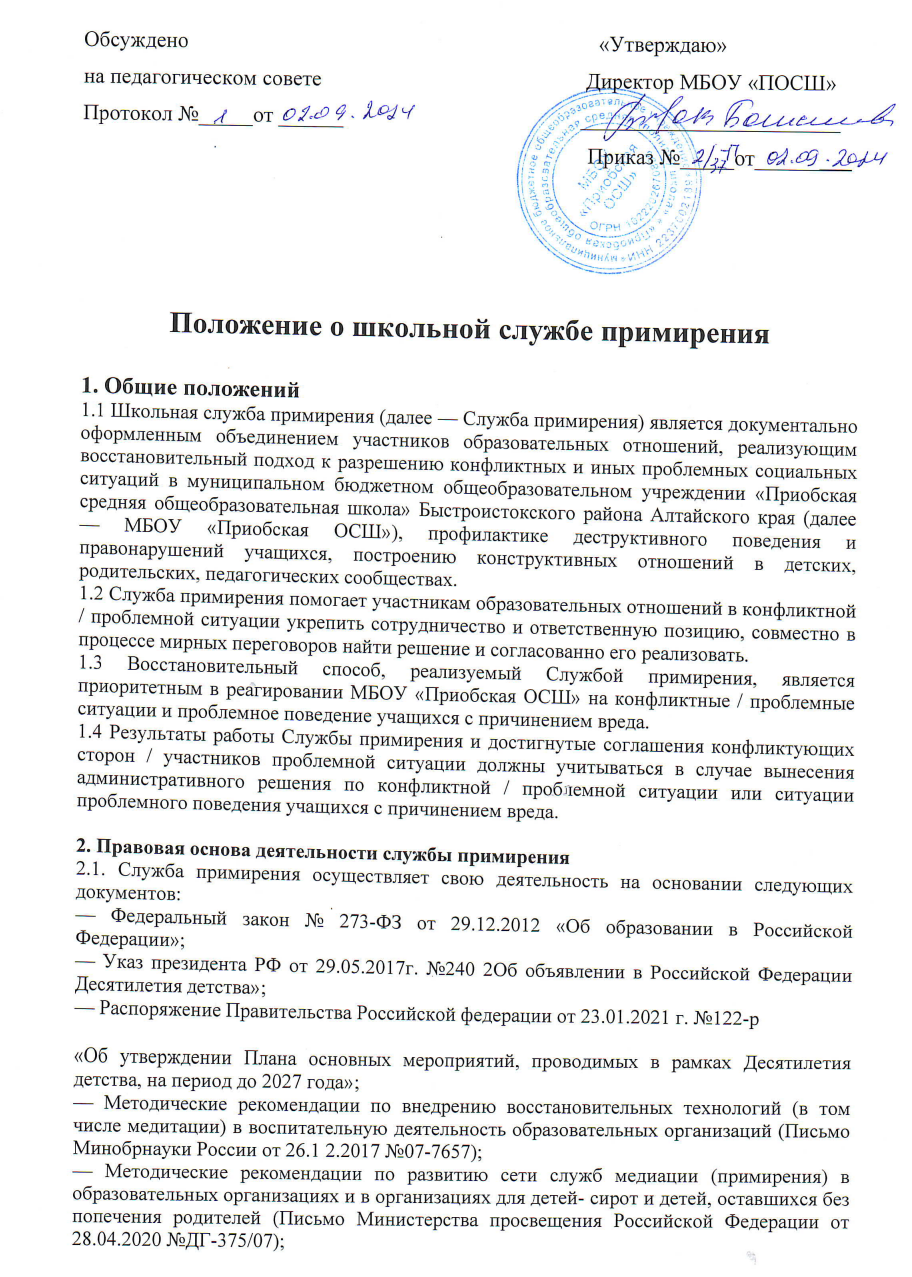 Обсуждено «Утверждаю»
на педагогическом совете Директор МБОУ «ПОСШ»
Протокол № 1 от 02.09.2024
Приказ № 2/37П от 02.09.2024
МБОУ
«Приобская
ОСШ»
Положение о школьной службе примирения
1. Общие положений
1.1 Школьная служба примирения (далее — Служба примирения) является документально
оформленным объединением участников образовательных отношений, реализующим
восстановительный подход к разрешению конфликтных и иных проблемных социальных
ситуаций в муниципальном бюджетном общеобразовательном учреждении «Приобская
средняя общеобразовательная школа» Быстроистокского района Алтайского края (далее
— МБОУ «Приобская ОСШ»), профилактике деструктивного поведения и
правонарушений учащихся, построению конструктивных отношений в детских,
родительских, педагогических сообществах.
1.2 Служба примирения помогает участникам образовательных отношений в конфликтной
/ проблемной ситуации укрепить сотрудничество и ответственную позицию, совместно в
процессе мирных переговоров найти решение и согласованно его реализовать.
1.3 Восстановительный способ, реализуемый Службой примирения, является
приоритетным в реагировании МБОУ «Приобская ОСШ» на конфликтные / проблемные
ситуации и проблемное поведение учащихся с причинением вреда.
1.4 Результаты работы Службы примирения и достигнутые соглашения конфликтующих
сторон / участников проблемной ситуации должны учитываться в случае вынесения
административного решения по конфликтной / проблемной ситуации или ситуации
проблемного поведения учащихся с причинением вреда.
2. Правовая основа деятельности службы примирения
2.1. Служба примирения осуществляет свою деятельность на основании следующих
документов:
— Федеральный закон № 273-ФЗ от 29.12.2012 «Об образовании в Российской
Федерации»;
— Указ президента РФ от 29.05.2017г. №240 2Об объявлении в Российской Федерации
Десятилетия детства»;
— Распоряжение Правительства Российской федерации от 23.01.2021 г. №122-р
«Об утверждении Плана основных мероприятий, проводимых в рамках Десятилетия
детства, на период до 2027 года»;
— Методические рекомендации по внедрению восстановительных технологий (в том
числе медитации) в воспитательную деятельность образовательных организаций (Письмо
Минобрнауки России от 26.1 2.2017 №07-7657);
— Методические рекомендации по развитию сети служб медиации (примирения) в
образовательных организациях и в организациях для детей- сирот и детей, оставшихся без
попечения родителей (Письмо Министерства просвещения Российской Федерации от
28.04.2020 №ДГ-375/07);